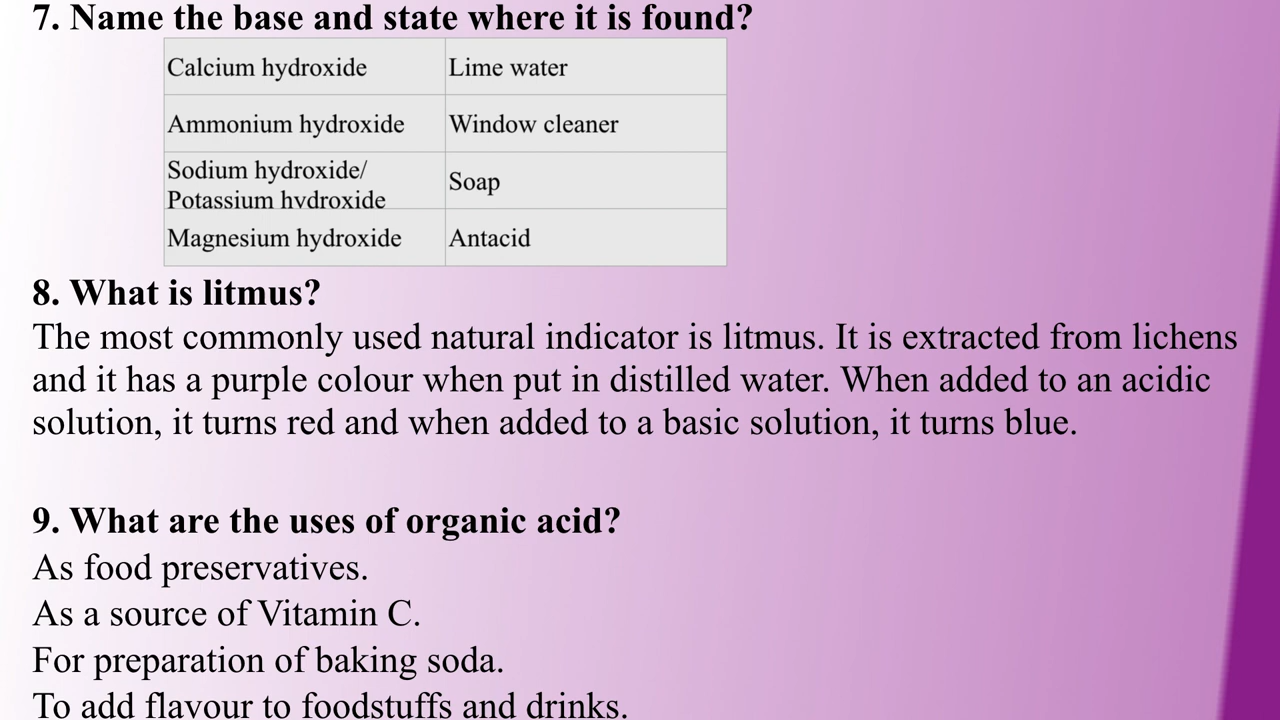 7. Name the base and state where it is found?
Calcium hydroxide Lime water
Ammonium hydroxide Window cleaner
Sodium hydroxide/
Potassium hydroxide Soap
Magnesium hydroxide Antacid
8. What is litmus?
The most commonly used natural indicator is litmus. It is extracted from lichens
and it has a purple colour when put in distilled water. When added to an acidic
solution, it turns red and when added to a basic solution, it turns blue.
9. What are the uses of organic acid?
As food preservatives.
As a source of Vitamin C.
For preparation of baking soda.
To add flavour to foodstuffs and drinks.